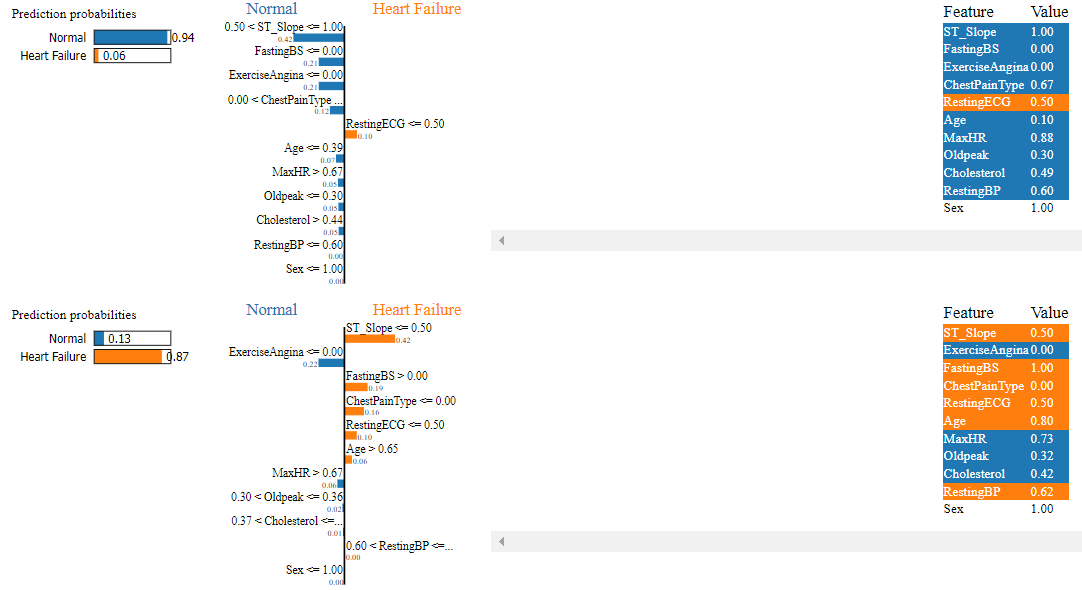 Prediction probabilities
Normal 0.94
Heart Failure 0.06
Normal Heart Failure
0.50 < ST_Slope <= 1.00
0.42
FastingBS <= 0.00
0.21
ExerciseAngina <= 0.00
0.21
0.00 < ChestPainType ...
0.12
RestingECG <= 0.50
0.10
Age <= 0.39
0.07
MaxHR > 0.67
0.05
Oldpeak <= 0.30
0.05
Cholesterol > 0.44
0.05
RestingBP <= 0.60
0.00
Sex <= 1.00
0.00
Feature Value
ST_Slope 1.00
FastingBS 0.00
ExerciseAngina 0.00
ChestPainType 0.67
RestingECG 0.50
Age 0.10
MaxHR 0.88
Oldpeak 0.30
Cholesterol 0.49
RestingBP 0.60
Sex 1.00
Prediction probabilities
Normal 0.13
Heart Failure 0.87
Normal Heart Failure
ST_Slope <= 0.50
0.42
ExerciseAngina <= 0.00
0.22
FastingBS > 0.00
0.19
ChestPainType <= 0.00
0.16
RestingECG <= 0.50
0.10
Age > 0.65
0.06
MaxHR > 0.67
0.06
0.30 < Oldpeak <= 0.36
0.02
0.37 < Cholesterol <=...
0.01
0.60 < RestingBP <=...
0.00
Sex <= 1.00
0.00
Feature Value
ST_Slope 0.50
ExerciseAngina 0.00
FastingBS 1.00
ChestPainType 0.00
RestingECG 0.50
Age 0.80
MaxHR 0.73
Oldpeak 0.32
Cholesterol 0.42
RestingBP 0.62
Sex 1.00